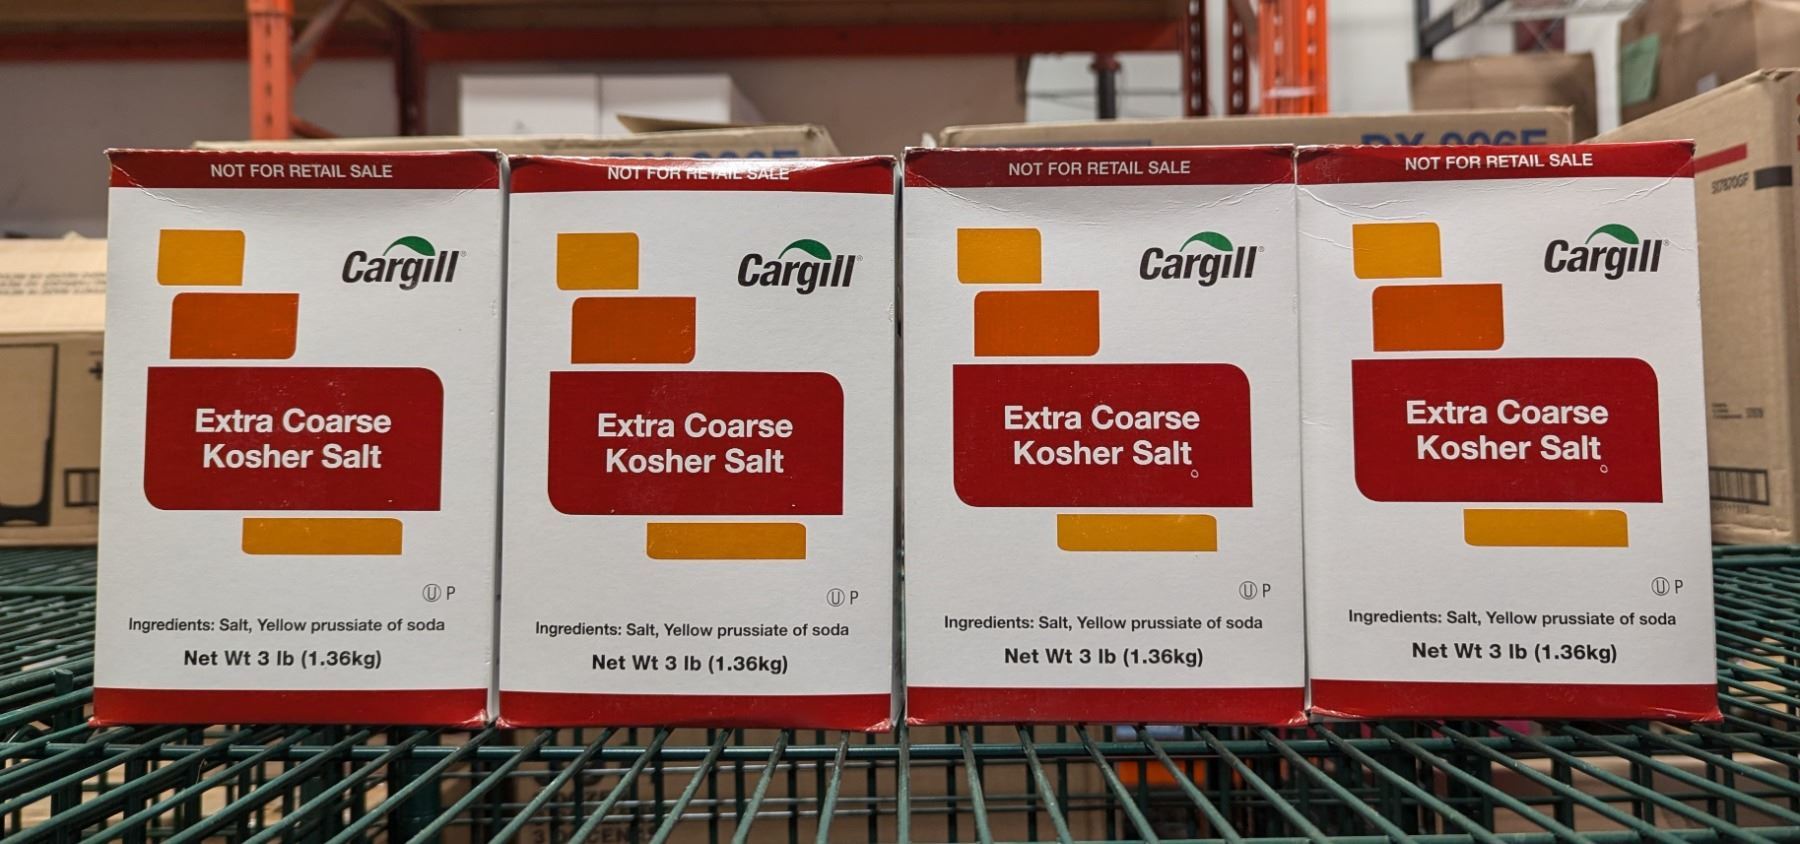 NOT FOR RETAIL SALE
Cargill®
Extra Coarse
Kosher Salt
Ⓤ P
Ingredients: Salt, Yellow prussiate of soda
Net Wt 3 lb (1.36kg)
NOT FOR RETAIL SALE
Cargill®
Extra Coarse
Kosher Salt
Ⓤ P
Ingredients: Salt, Yellow prussiate of soda
Net Wt 3 lb (1.36kg)
NOT FOR RETAIL SALE
Cargill®
Extra Coarse
Kosher Salt
Ⓤ P
Ingredients: Salt, Yellow prussiate of soda
Net Wt 3 lb (1.36kg)
NOT FOR RETAIL SALE
Cargill®
Extra Coarse
Kosher Salt
Ⓤ P
Ingredients: Salt, Yellow prussiate of soda
Net Wt 3 lb (1.36kg)